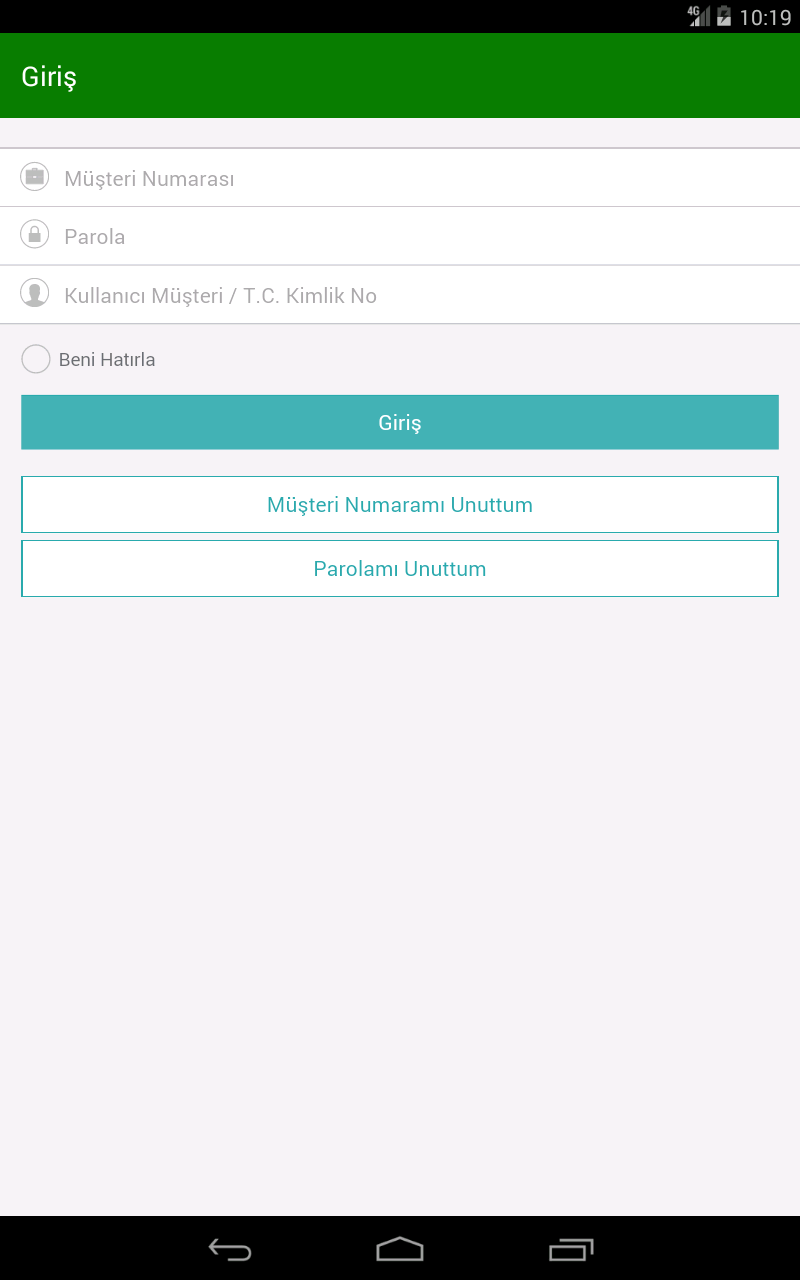 4G 10:19
Giriş
Müşteri Numarası
Parola
Kullanıcı Müşteri / T.C. Kimlik No
Beni Hatırla
Giriş
Müşteri Numaramı Unuttum
Parolamı Unuttum